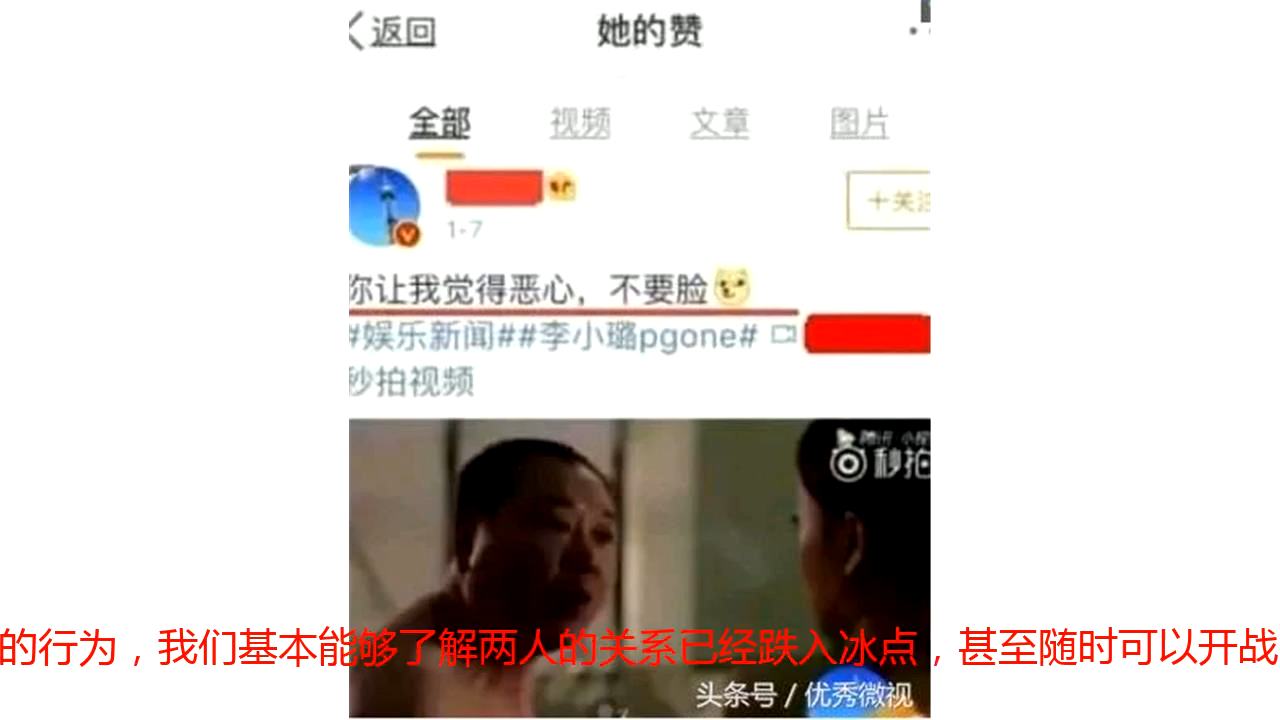 返回
她的赞
全部 视频 文章 图片
十关
1-7
你让我觉得恶心，不要脸
#娱乐新闻##李小璐pgone#
秒拍视频
秒拍
的行为，我们基本能够了解两人的关系已经跌入冰点，甚至随时可以开战
头条号 / 优秀微视